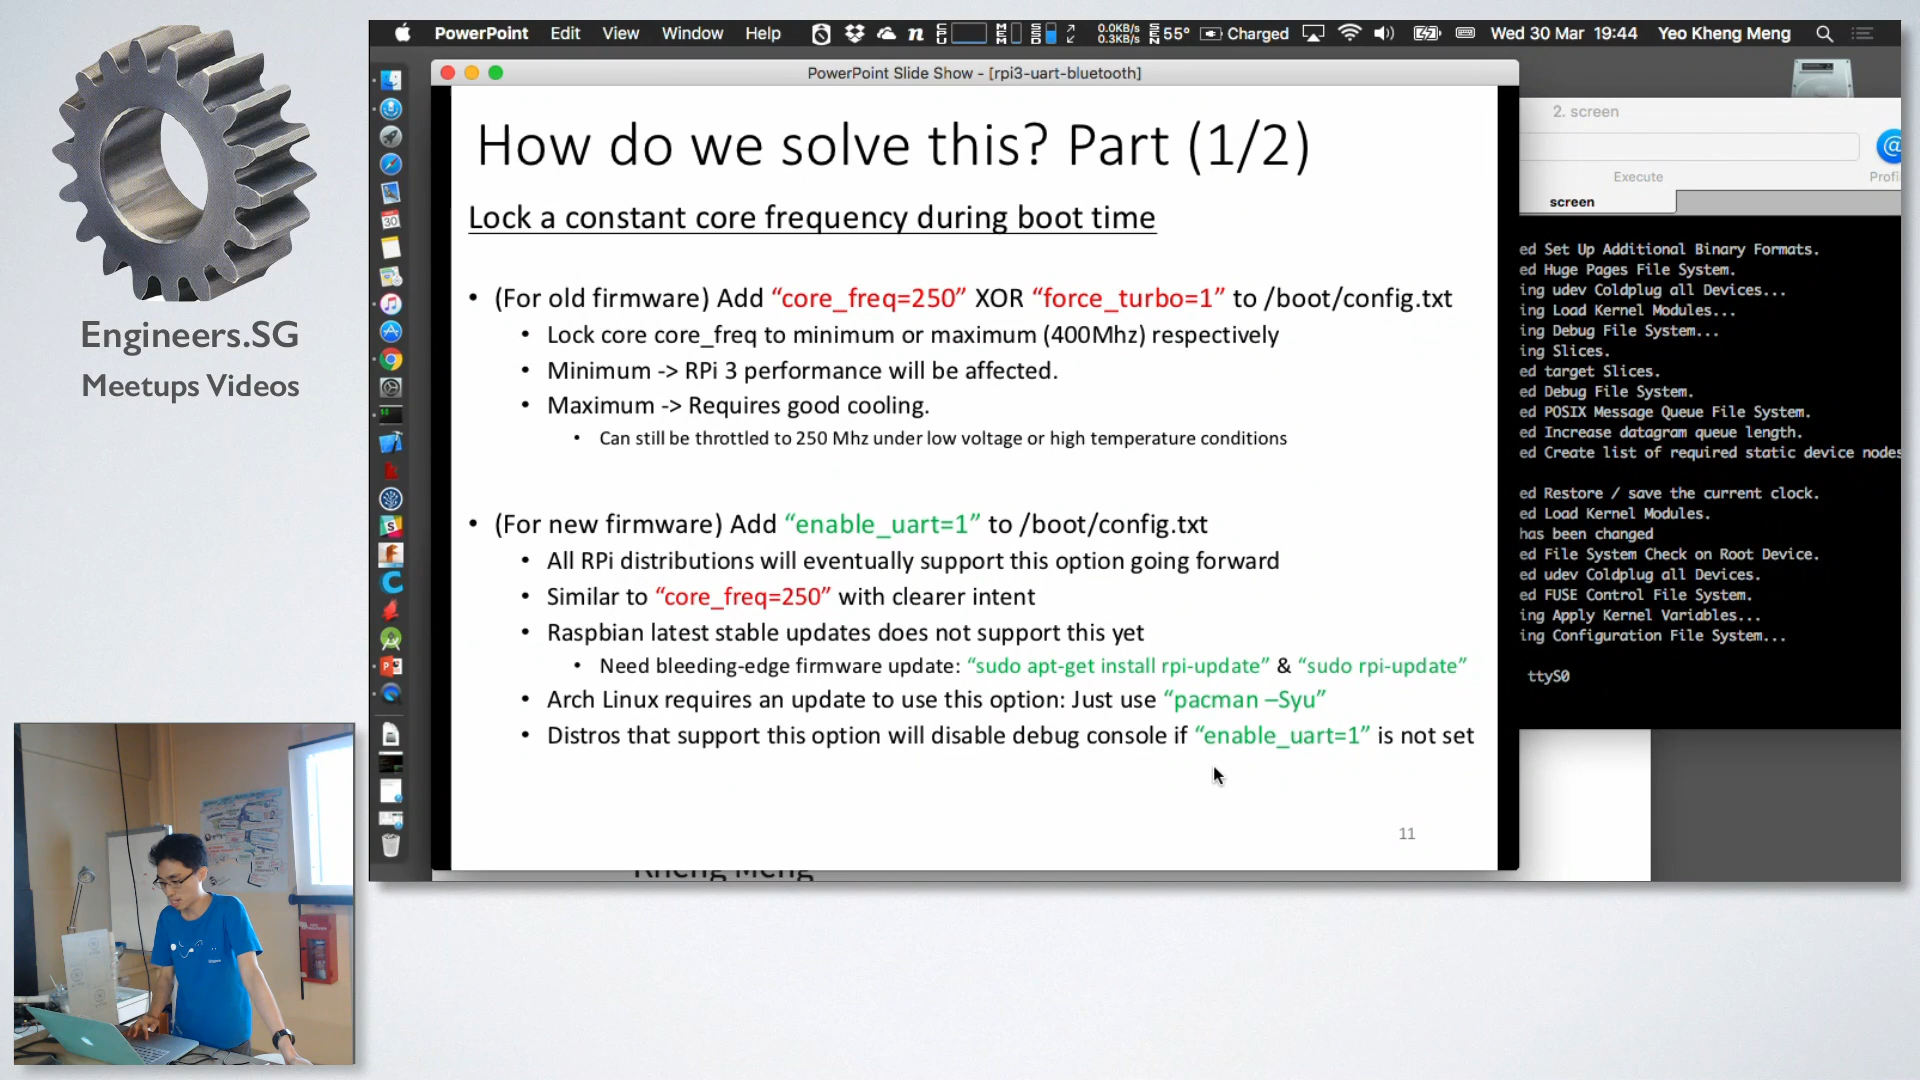 Engineers.SG
Meetups Videos
PowerPoint Edit View Window Help
0.0KB/s
0.3KB/s
55° Charged
Wed 30 Mar 19:44 Yeo Kheng Meng
PowerPoint Slide Show - [rpi3-uart-bluetooth]
How do we solve this? Part (1/2)
Lock a constant core frequency during boot time
• (For old firmware) Add “core_freq=250” XOR “force_turbo=1” to /boot/config.txt
• Lock core core_freq to minimum or maximum (400Mhz) respectively
• Minimum -> RPi 3 performance will be affected.
• Maximum -> Requires good cooling.
• Can still be throttled to 250 Mhz under low voltage or high temperature conditions
• (For new firmware) Add “enable_uart=1” to /boot/config.txt
• All RPi distributions will eventually support this option going forward
• Similar to “core_freq=250” with clearer intent
• Raspbian latest stable updates does not support this yet
• Need bleeding-edge firmware update: “sudo apt-get install rpi-update” & “sudo rpi-update”
• Arch Linux requires an update to use this option: Just use “pacman –Syu”
• Distros that support this option will disable debug console if “enable_uart=1” is not set
11
Kheng Meng
2. screen
Execute
Profi
screen
ed Set Up Additional Binary Formats.
ed Huge Pages File System.
ing udev Coldplug all Devices...
ing Load Kernel Modules...
ing Debug File System...
ing Slices.
ed target Slices.
ed Debug File System.
ed POSIX Message Queue File System.
ed Increase datagram queue length.
ed Create list of required static device nodes
ed Restore / save the current clock.
ed Load Kernel Modules.
has been changed
ed File System Check on Root Device.
ed udev Coldplug all Devices.
ed FUSE Control File System.
ing Apply Kernel Variables...
ing Configuration File System...
ttyS0